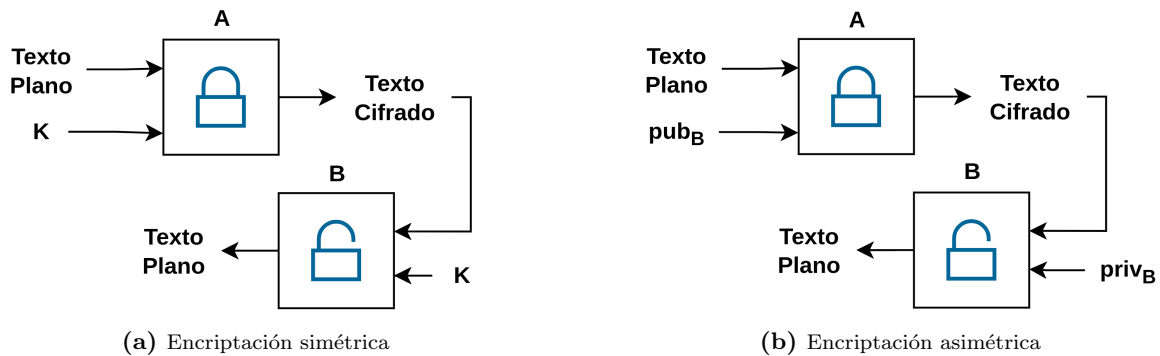 A
Texto
Plano
K
Texto
Cifrado
B
Texto
Plano
K
(a) Encriptación simétrica
A
Texto
Plano
pubB
Texto
Cifrado
B
Texto
Plano
privB
(b) Encriptación asimétrica